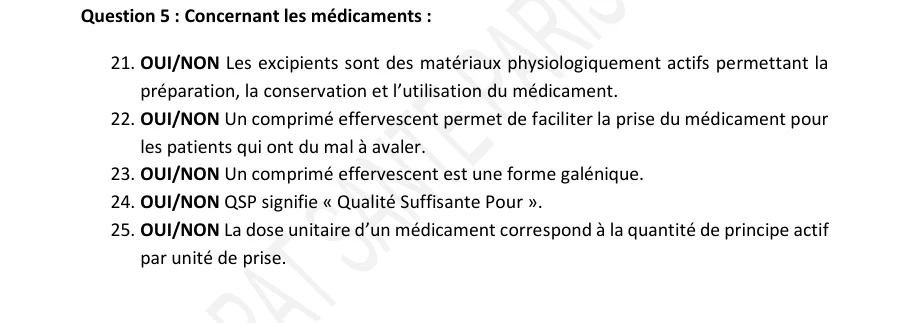 Question 5 : Concernant les médicaments :
21. OUI/NON Les excipients sont des matériaux physiologiquement actifs permettant la
préparation, la conservation et l'utilisation du médicament.
22. OUI/NON Un comprimé effervescent permet de faciliter la prise du médicament pour
les patients qui ont du mal à avaler.
23. OUI/NON Un comprimé effervescent est une forme galénique.
24. OUI/NON QSP signifie « Qualité Suffisante Pour ».
25. OUI/NON La dose unitaire d'un médicament correspond à la quantité de principe actif
par unité de prise.
PAT SANTE PARIS